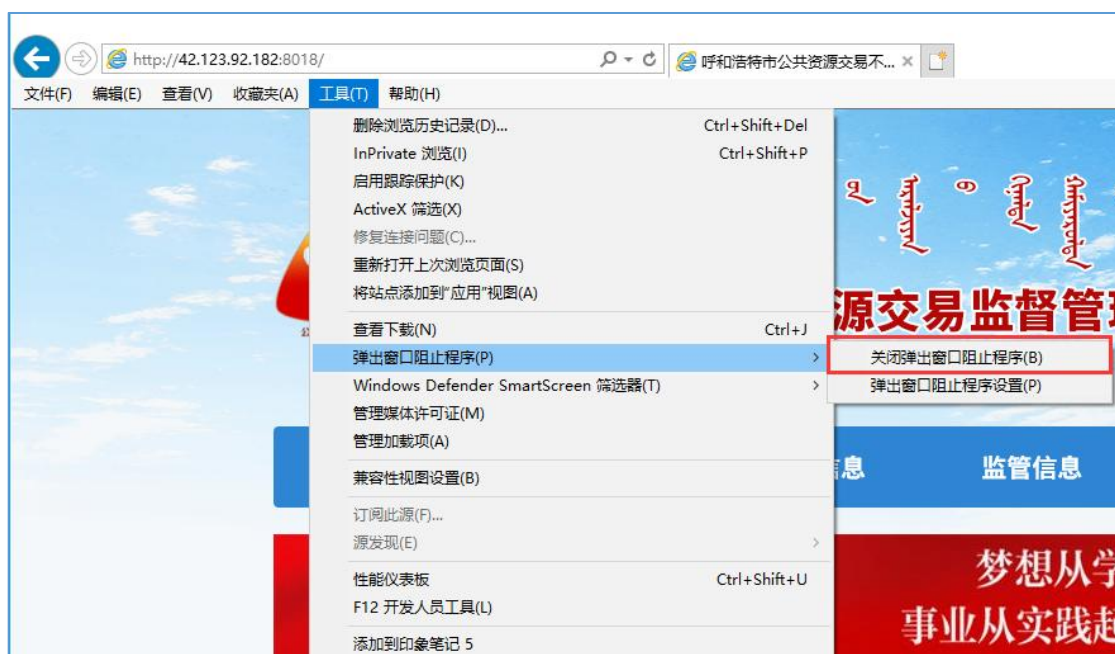 http://42.123.92.182:8018/
呼和浩特市公共资源交易不...
文件(F) 编辑(E) 查看(V) 收藏夹(A) 工具(T) 帮助(H)
删除浏览历史记录(D)... Ctrl+Shift+Del
InPrivate 浏览(I) Ctrl+Shift+P
启用跟踪保护(K)
ActiveX 筛选(X)
修复连接问题(C)...
重新打开上次浏览页面(S)
将站点添加到“应用”视图(A)
源交易监督管
查看下载(N) Ctrl+J
弹出窗口阻止程序(P)
关闭弹出窗口阻止程序(B)
Windows Defender SmartScreen 筛选器(T)
弹出窗口阻止程序设置(P)
管理媒体许可证(M)
管理加载项(A)
息 监管信息
兼容性视图设置(B)
订阅此源(F)...
源发现(E)
性能仪表板 Ctrl+Shift+U
梦想从学
F12 开发人员工具(L)
事业从实践起
添加到印象笔记 5